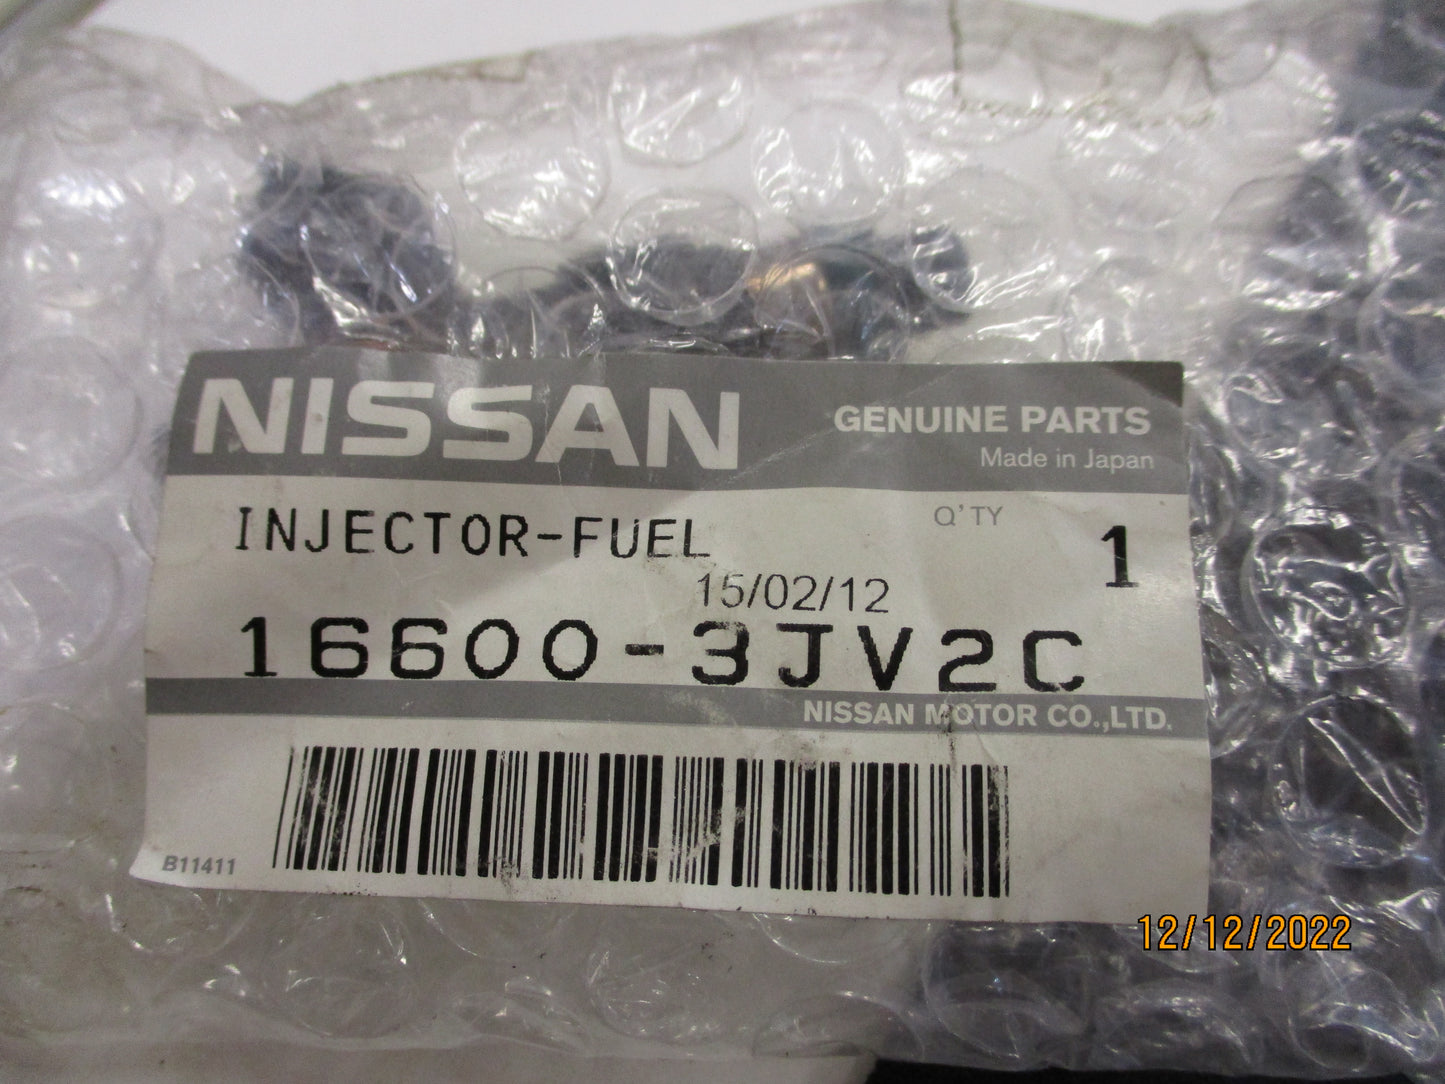 NISSAN
GENUINE PARTS
Made in Japan
INJECTOR-FUEL
Q'TY
1
15/02/12
16600-3JV2C
NISSAN MOTOR CO.,LTD.
B11411
12/12/2022